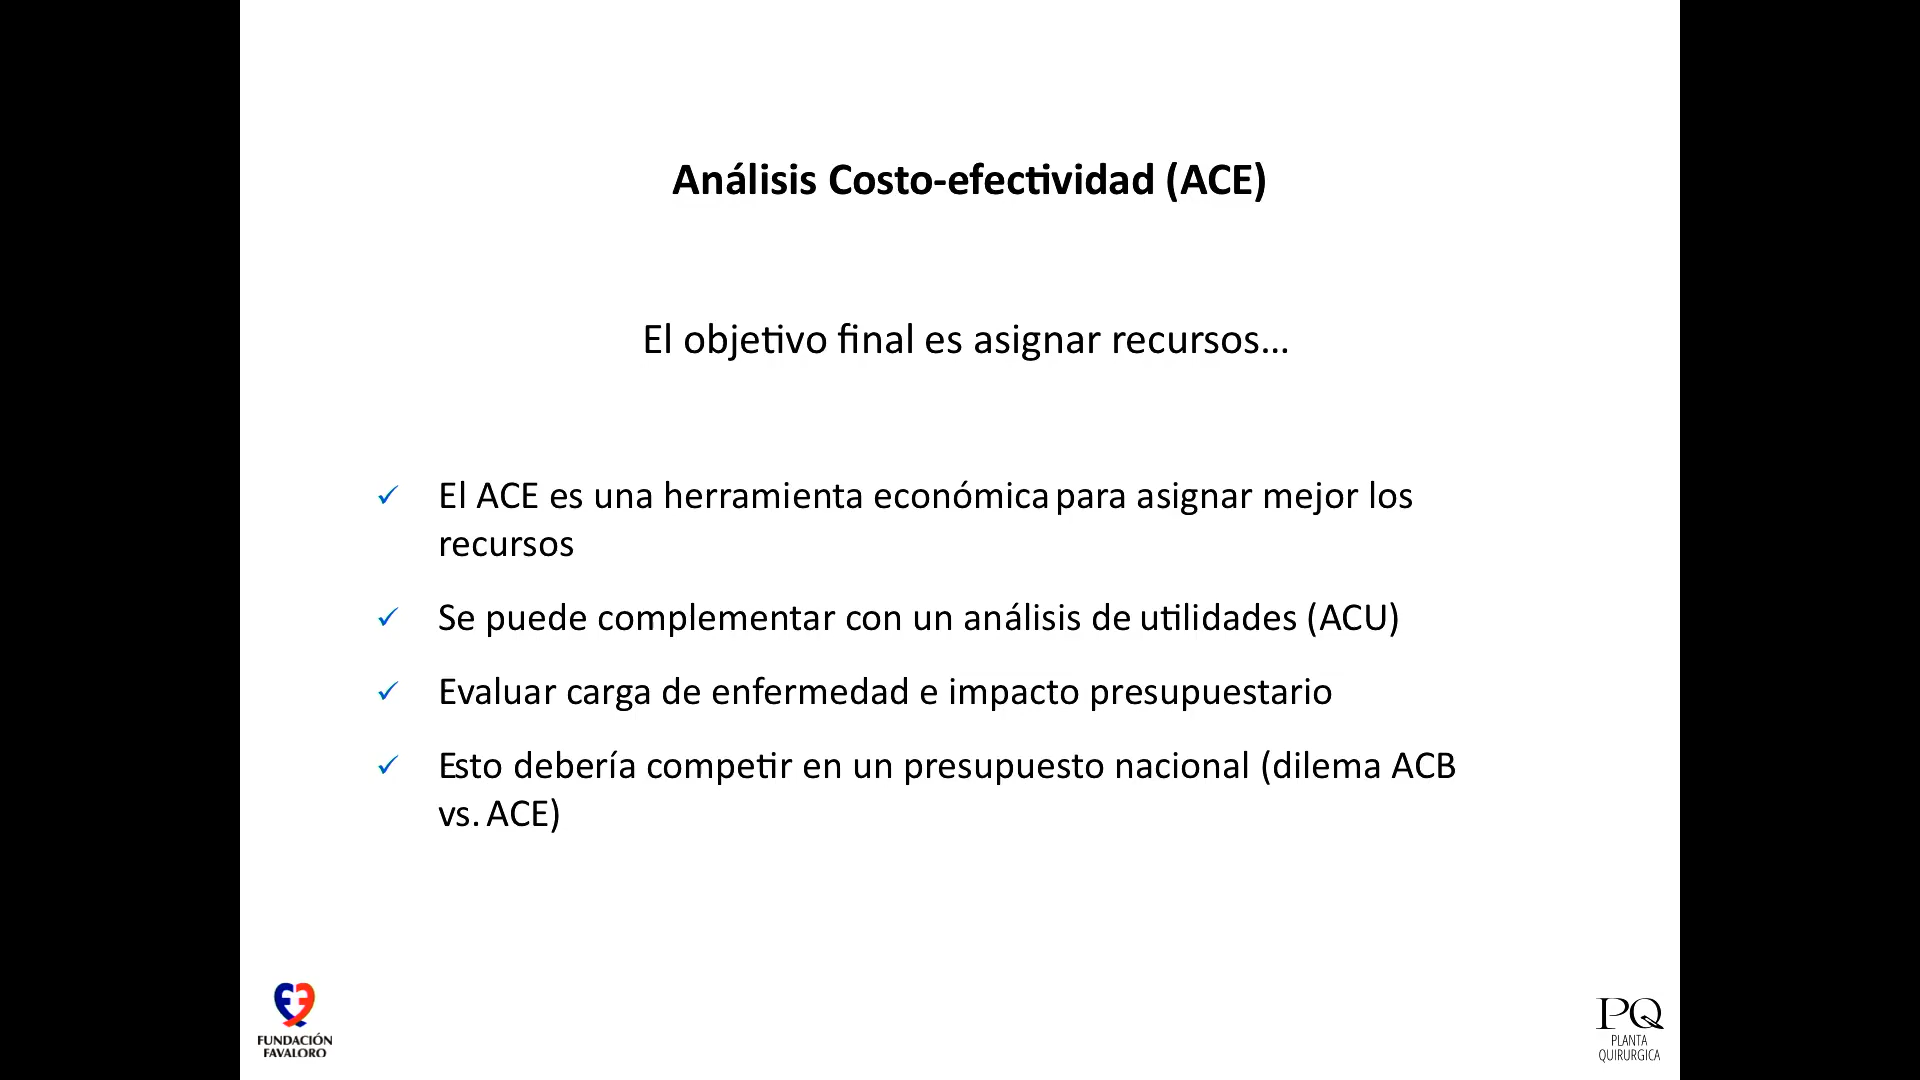 Análisis Costo-efectividad (ACE)
El objetivo final es asignar recursos...
✓ El ACE es una herramienta económica para asignar mejor los
recursos
✓ Se puede complementar con un análisis de utilidades (ACU)
✓ Evaluar carga de enfermedad e impacto presupuestario
✓ Esto debería competir en un presupuesto nacional (dilema ACB
vs. ACE)
FUNDACIÓN
FAVALORO
PQ
PLANTA
QUIRURGICA